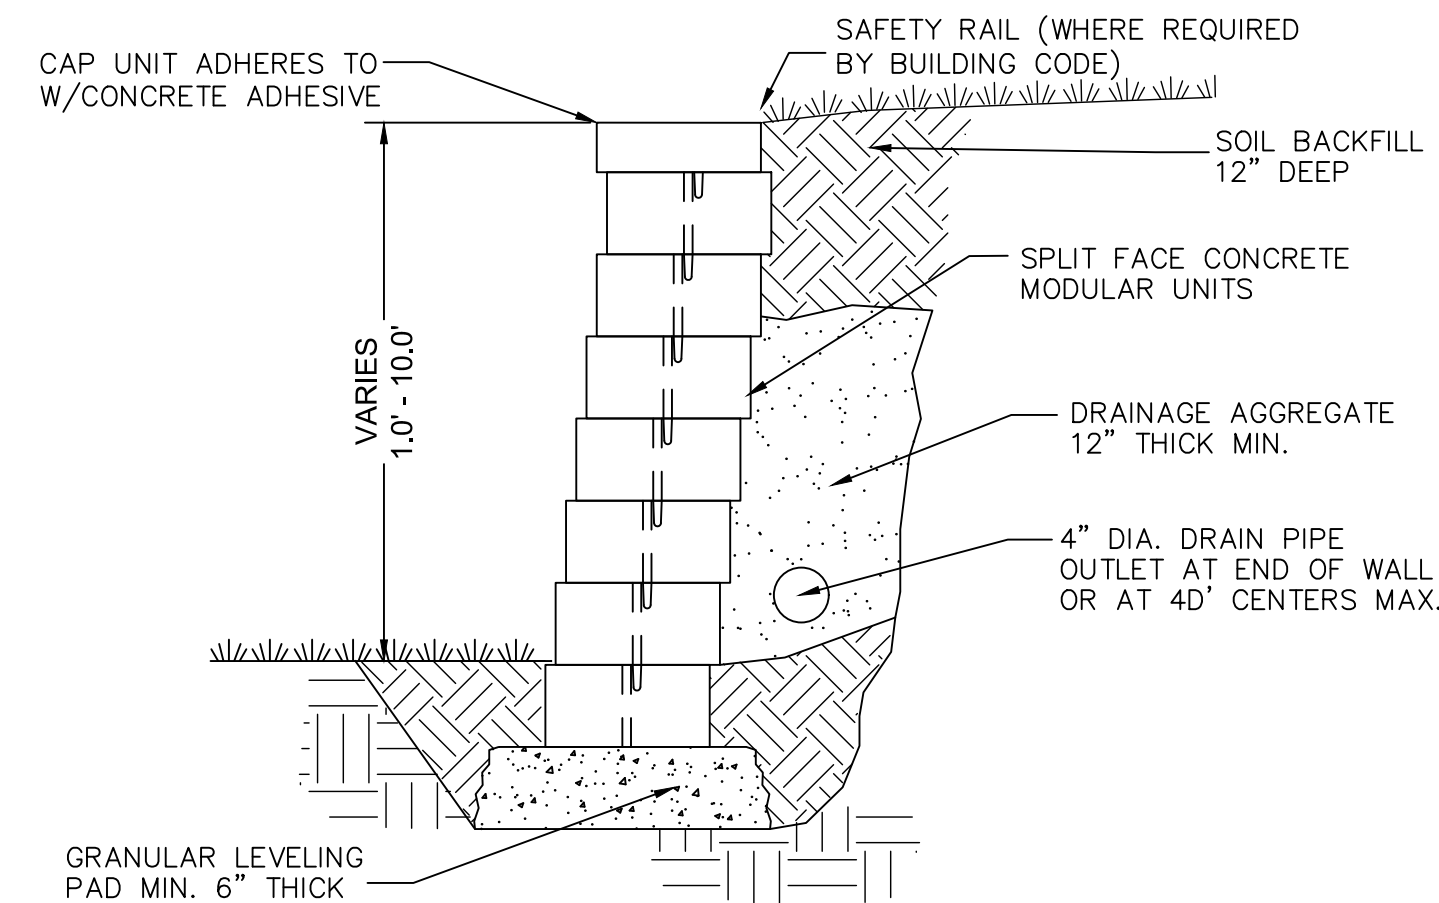 SAFETY RAIL (WHERE REQUIRED
BY BUILDING CODE)
CAP UNIT ADHERES TO
W/CONCRETE ADHESIVE
SOIL BACKFILL
12" DEEP
SPLIT FACE CONCRETE
MODULAR UNITS
VARIES
1.0' - 10.0'
DRAINAGE AGGREGATE
12" THICK MIN.
4" DIA. DRAIN PIPE
OUTLET AT END OF WALL
OR AT 4D' CENTERS MAX.
GRANULAR LEVELING
PAD MIN. 6" THICK